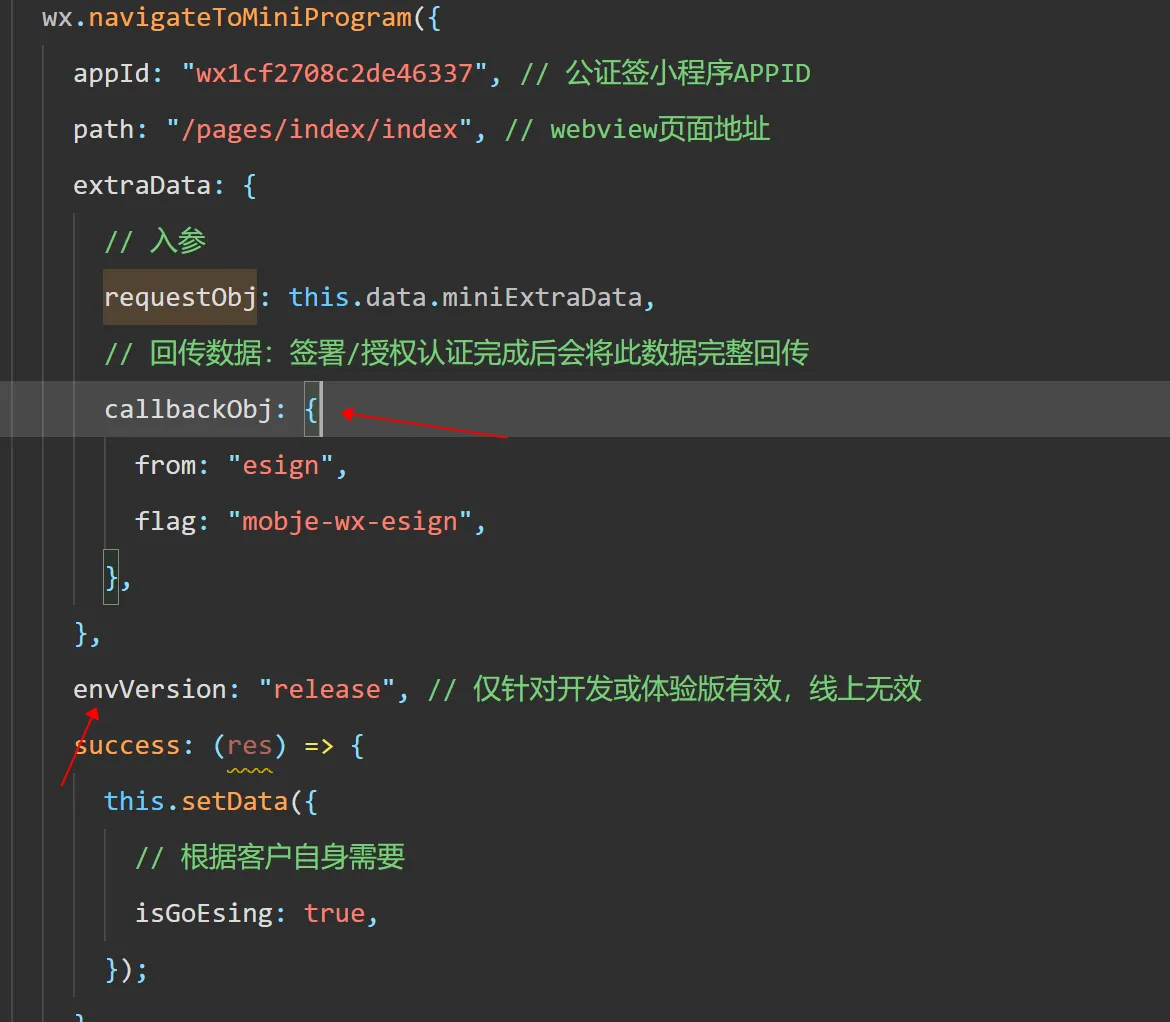 wx.navigateToMiniProgram({
appId: "wx1cf2708c2de46337", // 公证签小程序APPID
path: "/pages/index/index", // webview页面地址
extraData: {
// 入参
requestObj: this.data.miniExtraData,
// 回传数据：签署/授权认证完成后会将此数据完整回传
callbackObj: {
from: "esign",
flag: "mobje-wx-esign",
},
},
envVersion: "release", // 仅针对开发或体验版有效，线上无效
success: (res) => {
this.setData({
// 根据客户自身需要
isGoEsing: true,
});
}